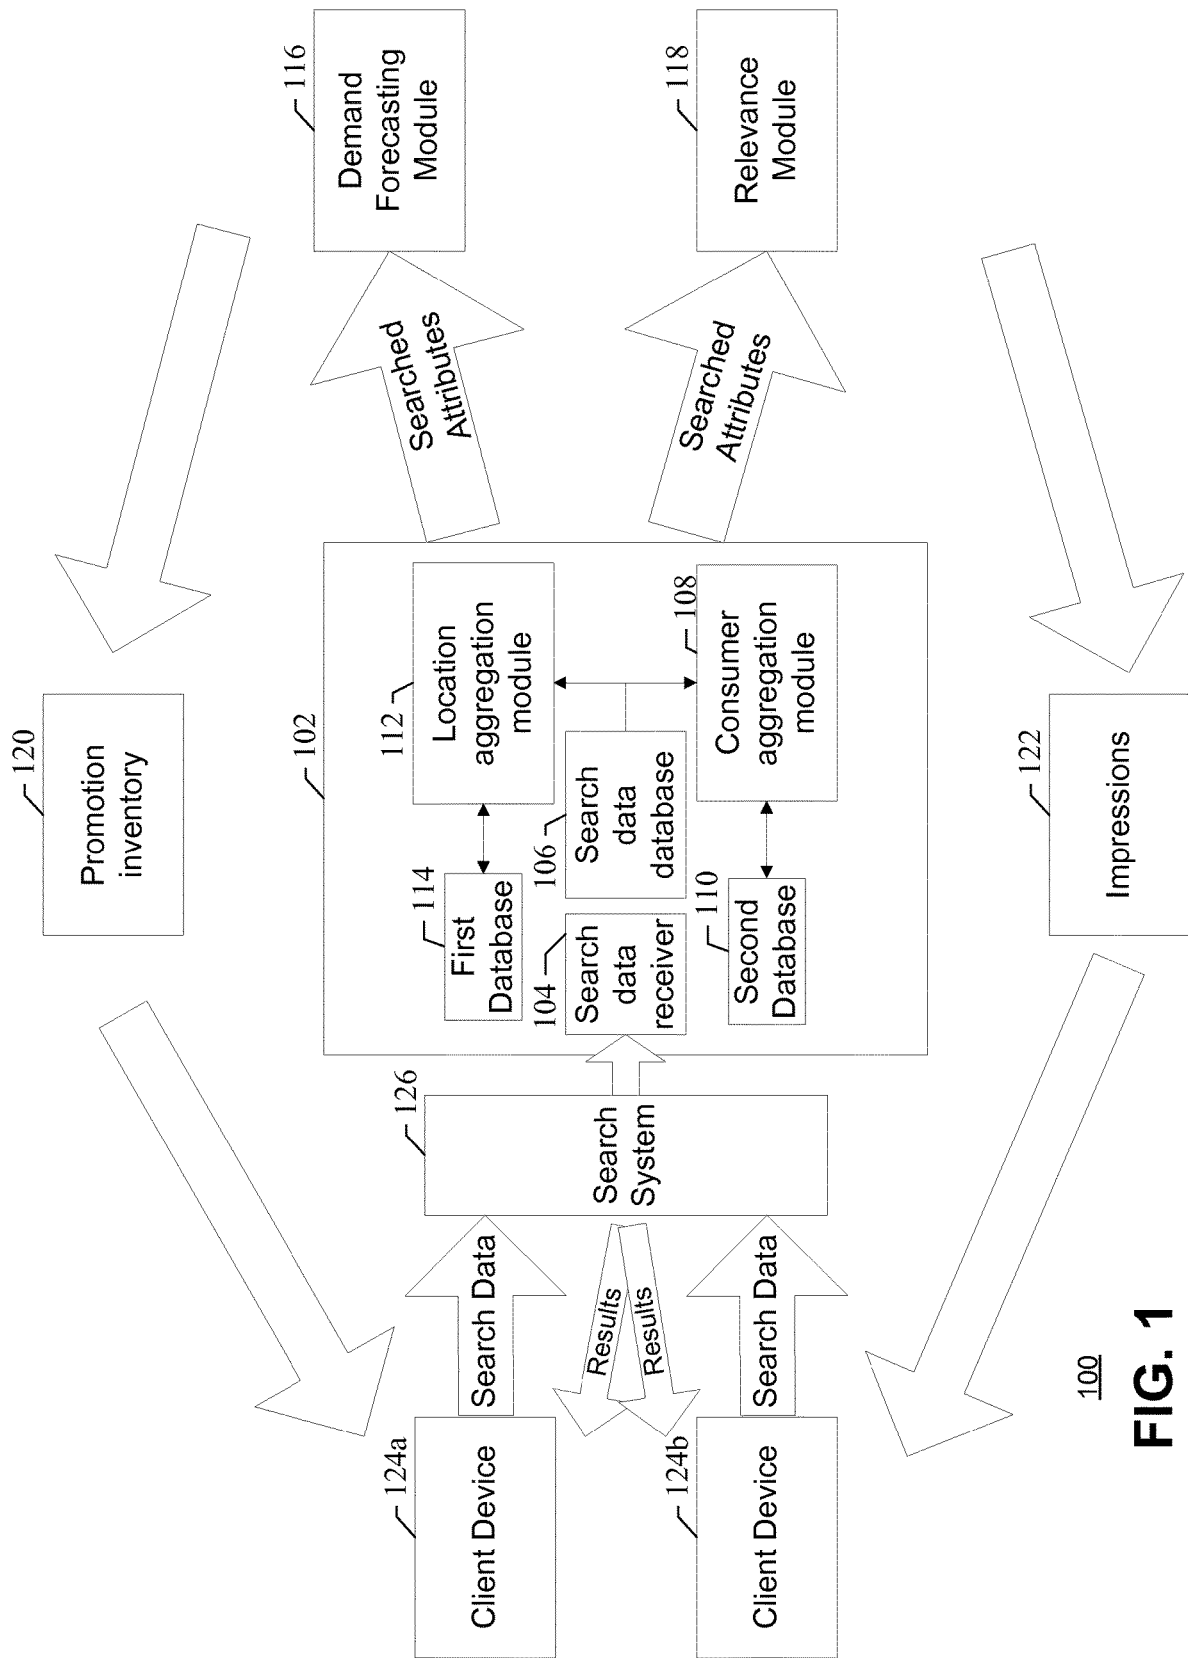 120
Promotion
inventory
116
Demand
Forecasting
Module
Searched
Attributes
102
112
Location
aggregation
module
114
First
Database
106
Search
data
database
104
Search
data
receiver
108
Consumer
aggregation
module
110
Second
Database
126
Search
System
124a
Client Device
Search Data
Results
Results
124b
Client Device
Search Data
Searched
Attributes
118
Relevance
Module
122
Impressions
100
FIG. 1